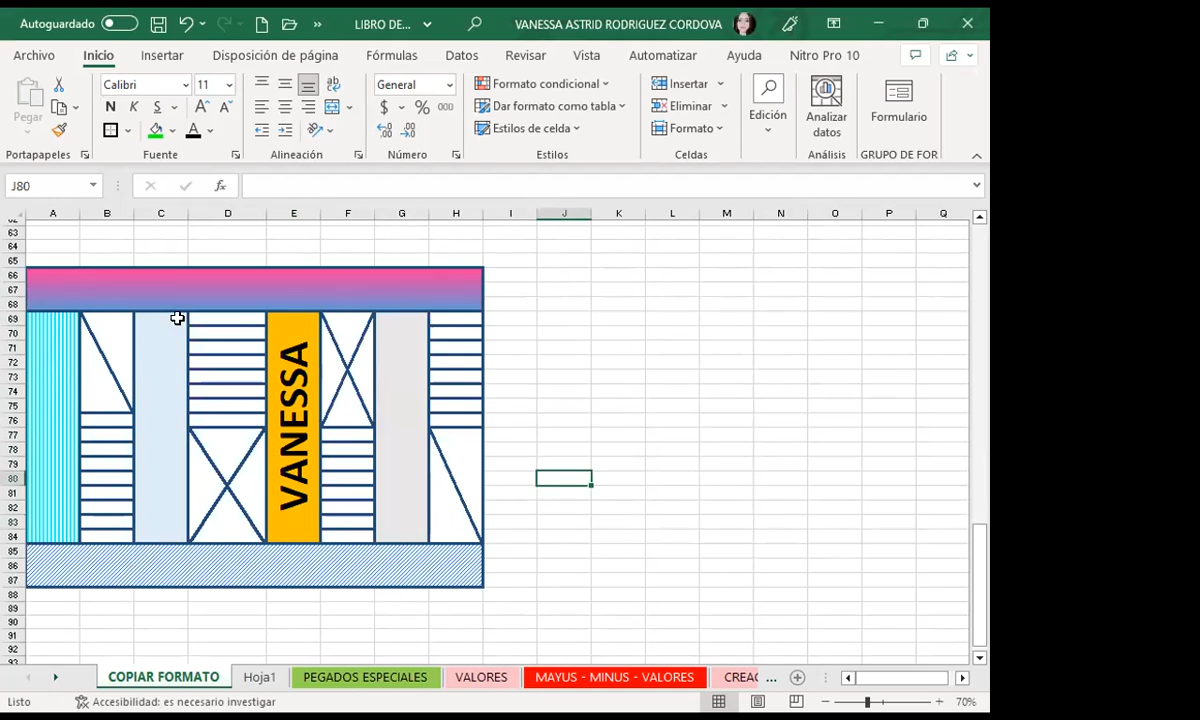 Autoguardado LIBRO DE... VANESSA ASTRID RODRIGUEZ CORDOVA
Archivo Inicio Insertar Disposición de página Fórmulas Datos Revisar Vista Automatizar Ayuda Nitro Pro 10
Pegar
Calibri 11
N K S A A
A
ab
General
$ % 000
Formato condicional
Dar formato como tabla
Estilos de celda
Insertar
Eliminar
Formato
Edición
Analizar datos
Formulario
Portapapeles Fuente Alineación Número Estilos Celdas Análisis GRUPO DE FOR
J80 fx
A B C D E F G H I J K L M N O P Q
62
63
64
65
66
67
68
69
70
71
72
73
74
75
76
77
78
79
80
81
82
83
84
85
86
87
88
89
90
91
92
93
VANESSA
COPIAR FORMATO Hoja1 PEGADOS ESPECIALES VALORES MAYUS - MINUS - VALORES CREAC ...
Listo Accesibilidad: es necesario investigar 70%